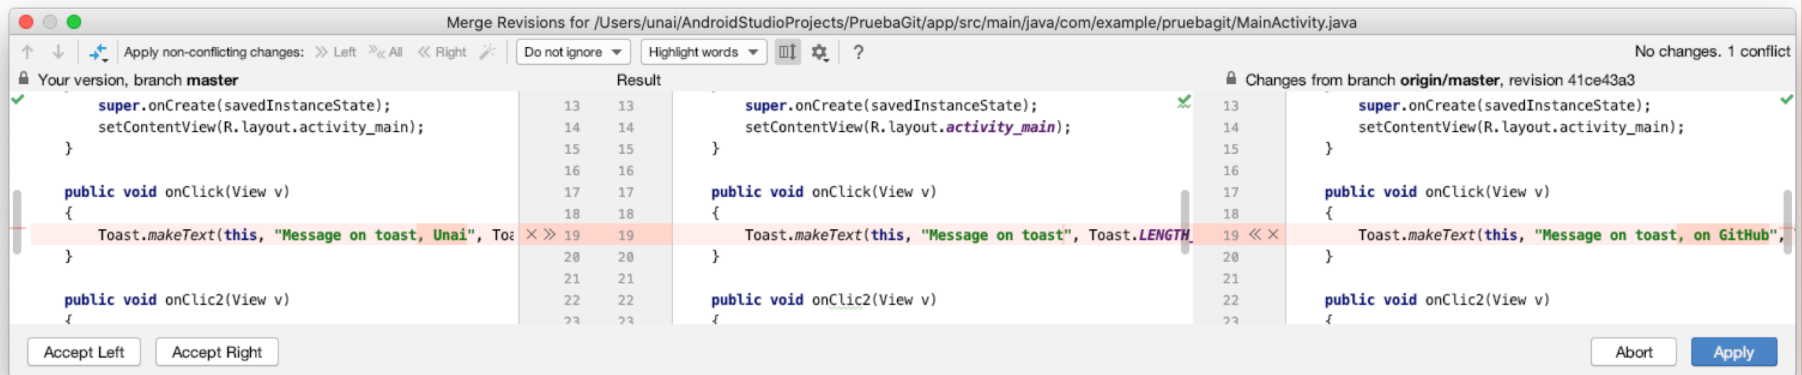 Merge Revisions for /Users/unai/AndroidStudioProjects/PruebaGit/app/src/main/java/com/example/pruebagit/MainActivity.java
Apply non-conflicting changes: Left All Right Do not ignore Highlight words ? No changes. 1 conflict
Your version, branch master
Result
Changes from branch origin/master, revision 41ce43a3
super.onCreate(savedInstanceState);
setContentView(R.layout.activity_main);
}
public void onClick(View v)
{
Toast.makeText(this, "Message on toast, Unai", Toa
}
public void onClic2(View v)
{
13 13
14 14
15 15
16 16
17 17
18 18
19 19
20 20
21 21
22 22
23 23
super.onCreate(savedInstanceState);
setContentView(R.layout.activity_main);
}
public void onClick(View v)
{
Toast.makeText(this, "Message on toast", Toast.LENGTH_
}
public void onClic2(View v)
{
13
14
15
16
17
18
19
20
21
22
23
super.onCreate(savedInstanceState);
setContentView(R.layout.activity_main);
}
public void onClick(View v)
{
Toast.makeText(this, "Message on toast, on GitHub",
}
public void onClic2(View v)
{
Accept Left Accept Right Abort Apply